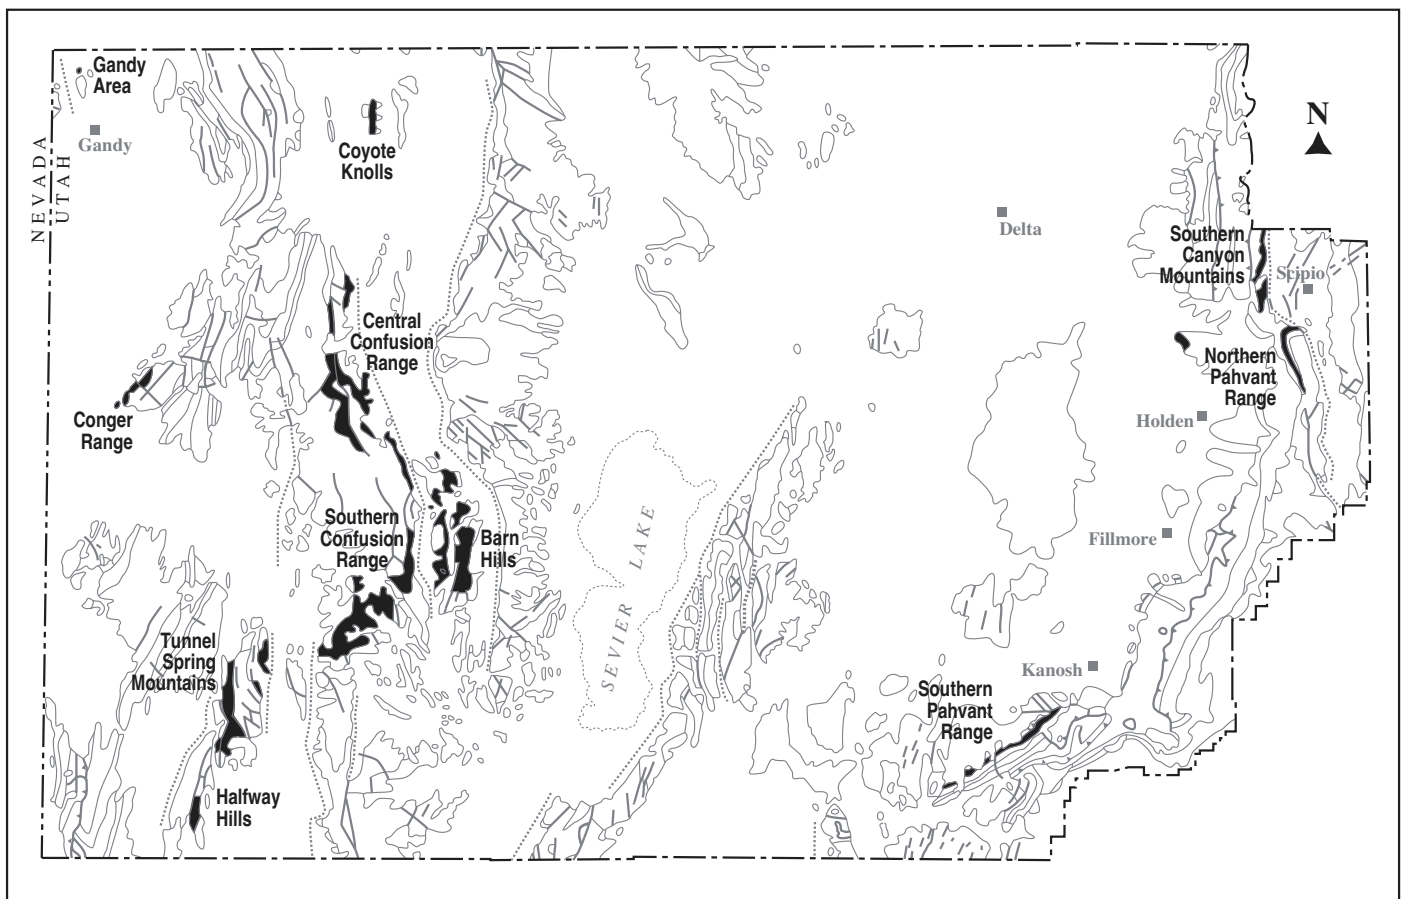 Gandy
Area
Gandy
NEVADA
UTAH
Coyote
Knolls
N
Delta
Southern
Canyon
Mountains
Scipio
Central
Confusion
Range
Northern
Pahvant
Range
Conger
Range
Holden
Southern
Confusion
Range
Barn
Hills
SEVIER LAKE
Fillmore
Tunnel
Spring
Mountains
Kanosh
Southern
Pahvant
Range
Halfway
Hills